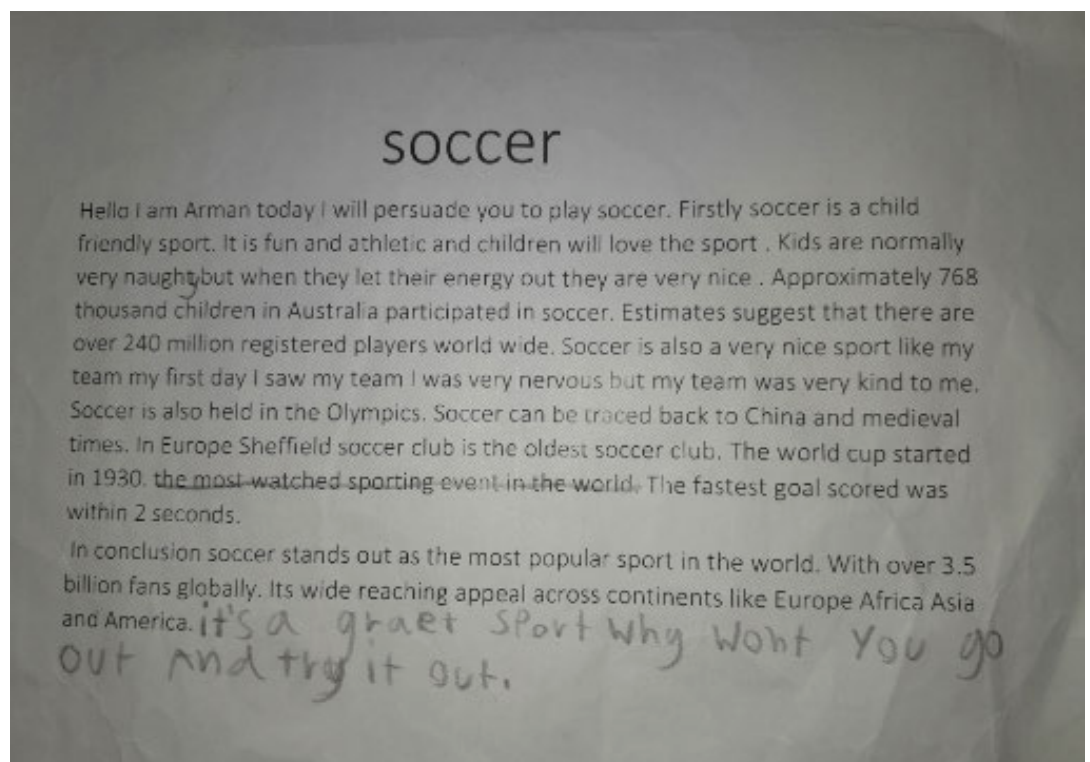 soccer
Hello I am Arman today I will persuade you to play soccer. Firstly soccer is a child
friendly sport. It is fun and athletic and children will love the sport . Kids are normally
very naughty but when they let their energy out they are very nice . Approximately 768
thousand children in Australia participated in soccer. Estimates suggest that there are
over 240 million registered players world wide. Soccer is also a very nice sport like my
team my first day I saw my team I was very nervous but my team was very kind to me.
Soccer is also held in the Olympics. Soccer can be traced back to China and medieval
times. In Europe Sheffield soccer club is the oldest soccer club. The world cup started
in 1930. the most watched sporting event in the world. The fastest goal scored was
within 2 seconds.
In conclusion soccer stands out as the most popular sport in the world. With over 3.5
billion fans globally. Its wide reaching appeal across continents like Europe Africa Asia
and America. it's a graet sport why wont you go
out and try it out.